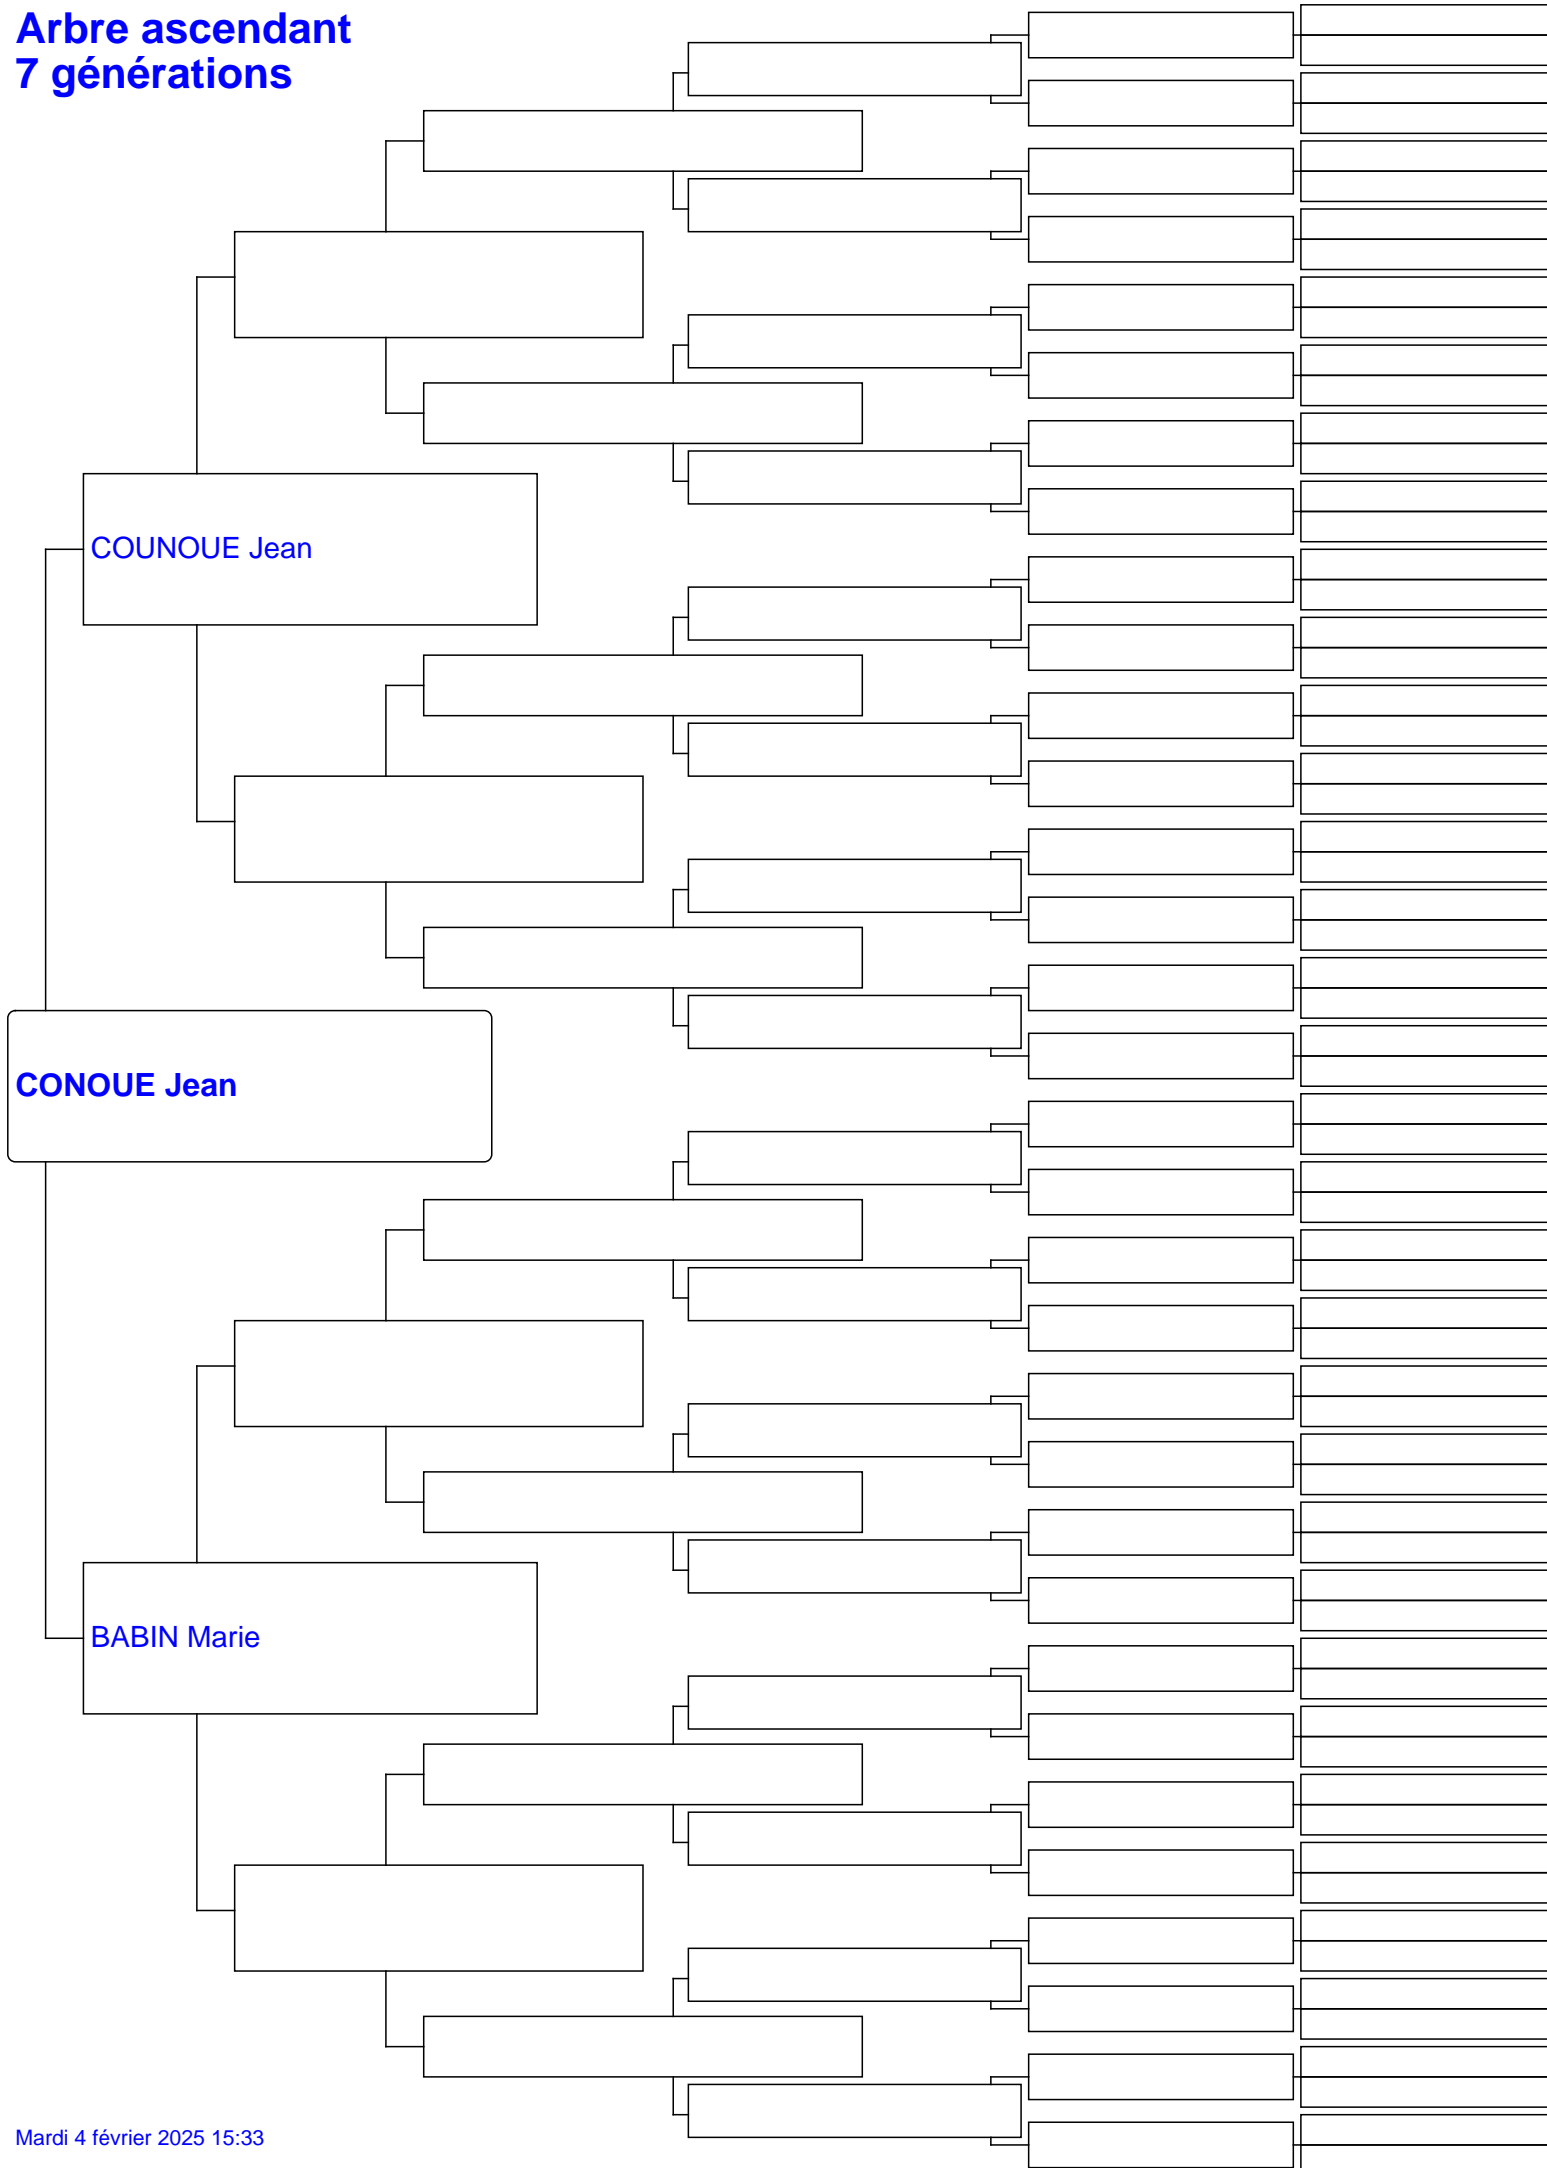 Arbre ascendant
7 générations
COUNOUE Jean
CONOUE Jean
BABIN Marie
Mardi 4 février 2025 15:33